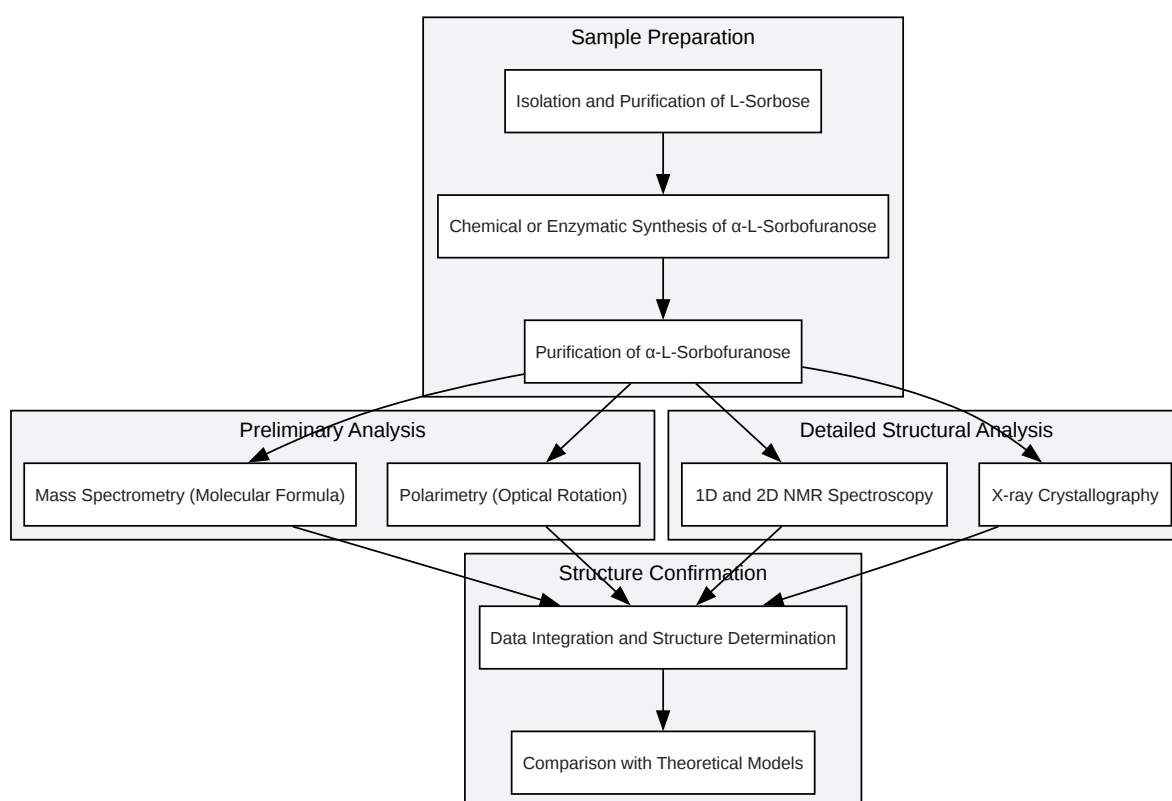 Sample Preparation
Isolation and Purification of L-Sorbose
Chemical or Enzymatic Synthesis of α-L-Sorbofuranose
Purification of α-L-Sorbofuranose
Preliminary Analysis
Mass Spectrometry (Molecular Formula)
Polarimetry (Optical Rotation)
Detailed Structural Analysis
1D and 2D NMR Spectroscopy
X-ray Crystallography
Structure Confirmation
Data Integration and Structure Determination
Comparison with Theoretical Models